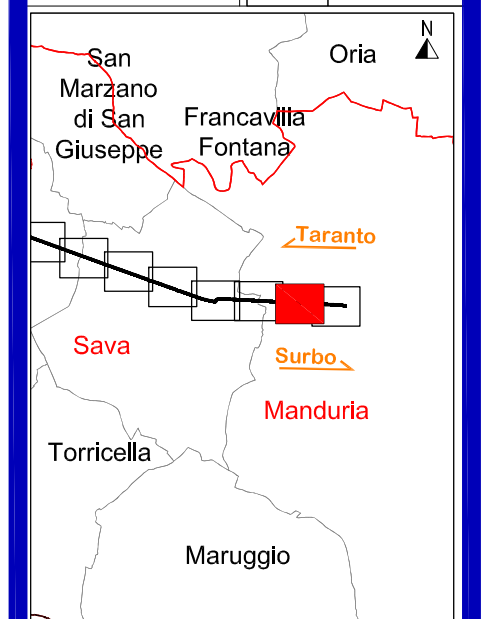 N
Oria
San
Marzano
di San
Giuseppe
Francavilla
Fontana
Taranto
Sava
Surbo
Manduria
Torricella
Maruggio